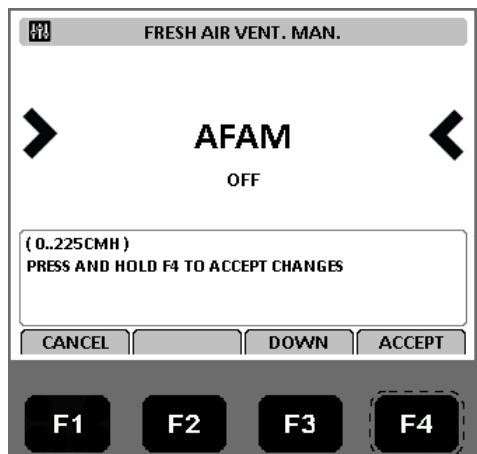 FRESH AIR VENT. MAN.
AFAM
OFF
( 0..225CMH )
PRESS AND HOLD F4 TO ACCEPT CHANGES
CANCEL DOWN ACCEPT
F1 F2 F3 F4